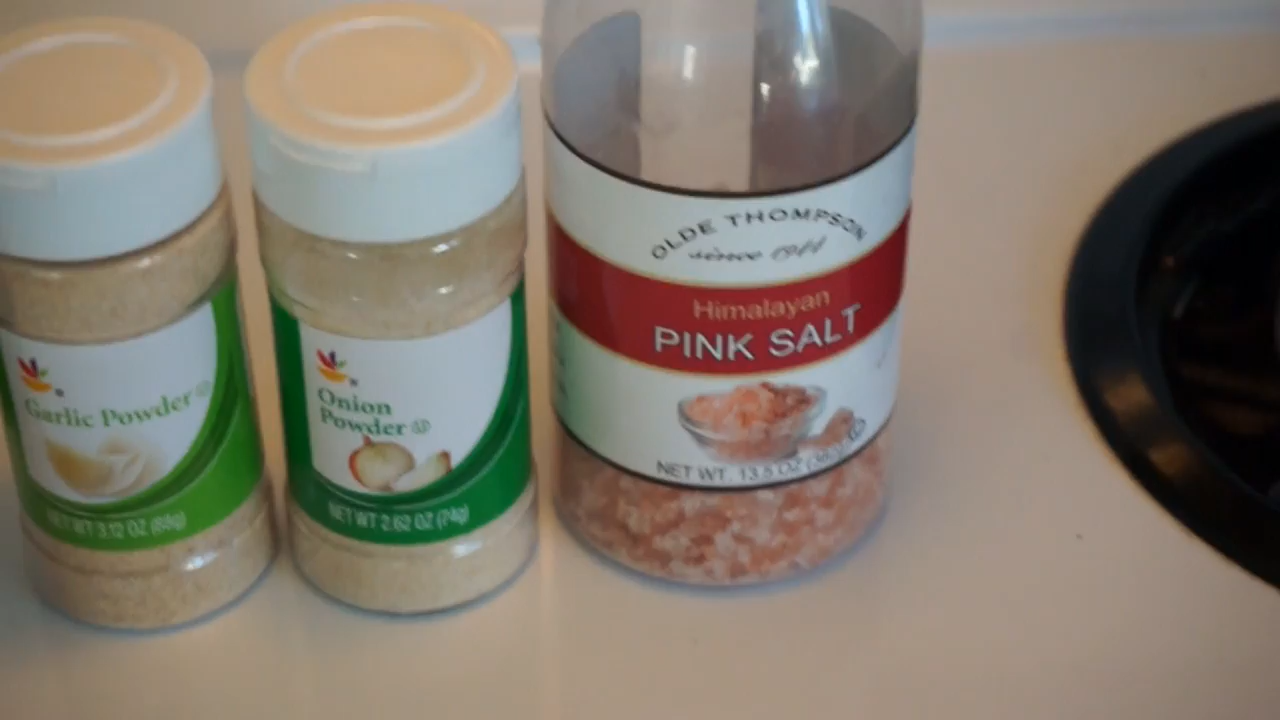 Garlic Powder
NET WT 3.12 OZ (88g)
Onion
Powder
NET WT 2.62 OZ (74g)
OLDE THOMPSON
since 1944
Himalayan
PINK SALT
NET WT. 13.5 OZ (382g)